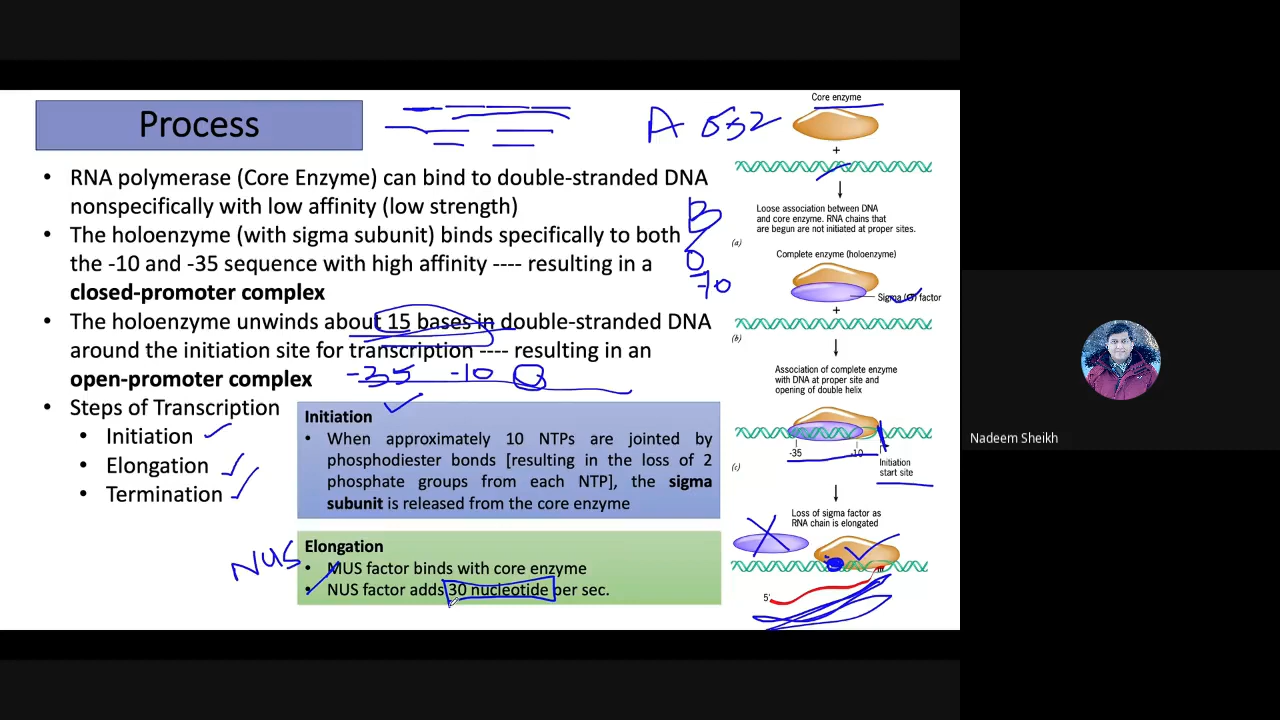 Process
A σ32
• RNA polymerase (Core Enzyme) can bind to double-stranded DNA
nonspecifically with low affinity (low strength)
• The holoenzyme (with sigma subunit) binds specifically to both
the -10 and -35 sequence with high affinity ---- resulting in a
closed-promoter complex
• The holoenzyme unwinds about 15 bases in double-stranded DNA
around the initiation site for transcription ---- resulting in an
open-promoter complex
-35 -10
• Steps of Transcription
• Initiation
• Elongation
• Termination
Initiation
• When approximately 10 NTPs are jointed by
phosphodiester bonds [resulting in the loss of 2
phosphate groups from each NTP], the sigma
subunit is released from the core enzyme
NUS
Elongation
• MUS factor binds with core enzyme
• NUS factor adds 30 nucleotide per sec.
B
70
Core enzyme
+
Loose association between DNA
and core enzyme. RNA chains that
are begun are not initiated at proper sites.
(a)
Complete enzyme (holoenzyme)
Sigma (σ) factor
+
(b)
Association of complete enzyme
with DNA at proper site and
opening of double helix
-35 -10
Initiation
start site
(c)
Loss of sigma factor as
RNA chain is elongated
5'
Nadeem Sheikh